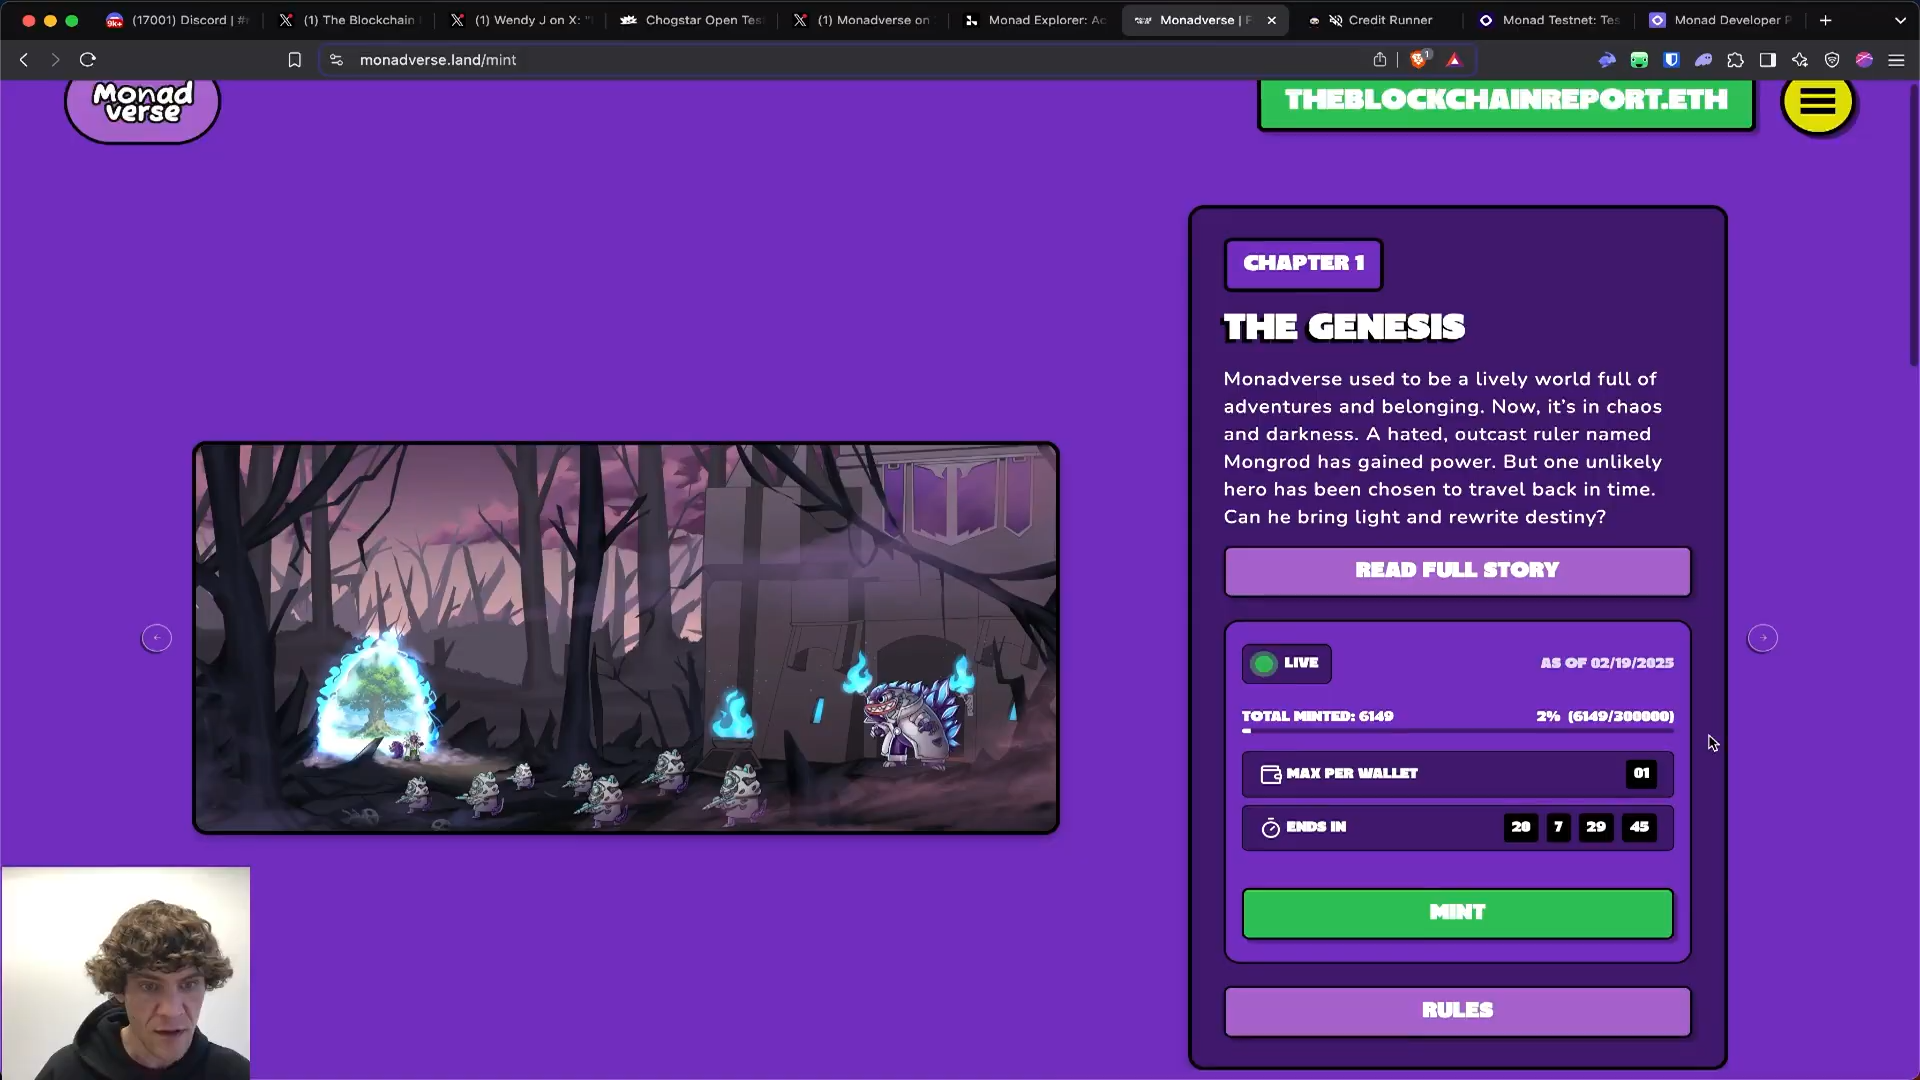 (17001) Discord | #r
(1) The Blockchain
(1) Wendy J on X: "
Chogstar Open Tes
(1) Monadverse on
Monad Explorer: Ac
Monadverse | F
Credit Runner
Monad Testnet: Tes
Monad Developer P
monadverse.land/mint
1
Monad
verse
THEBLOCKCHAINREPORT.ETH
CHAPTER 1
THE GENESIS
Monadverse used to be a lively world full of
adventures and belonging. Now, it's in chaos
and darkness. A hated, outcast ruler named
Mongrod has gained power. But one unlikely
hero has been chosen to travel back in time.
Can he bring light and rewrite destiny?
READ FULL STORY
LIVE
AS OF 02/19/2025
TOTAL MINTED: 6149
2% (6149/300000)
MAX PER WALLET
01
ENDS IN
20 7 29 45
MINT
RULES